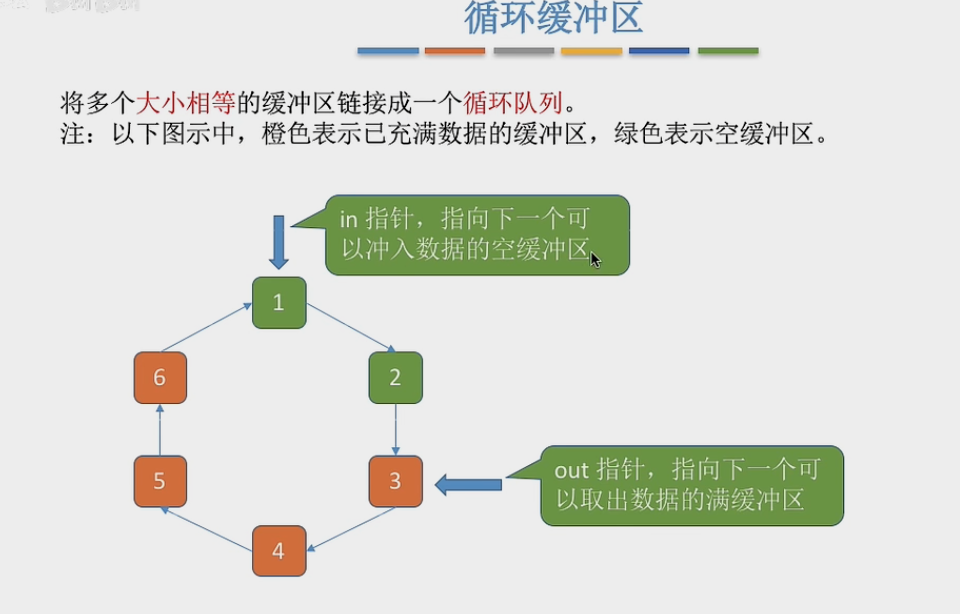 循环缓冲区
将多个大小相等的缓冲区链接成一个循环队列。
注：以下图示中，橙色表示已充满数据的缓冲区，绿色表示空缓冲区。
in 指针，指向下一个可
以冲入数据的空缓冲区
1
6
2
5
3
out 指针，指向下一个可
以取出数据的满缓冲区
4